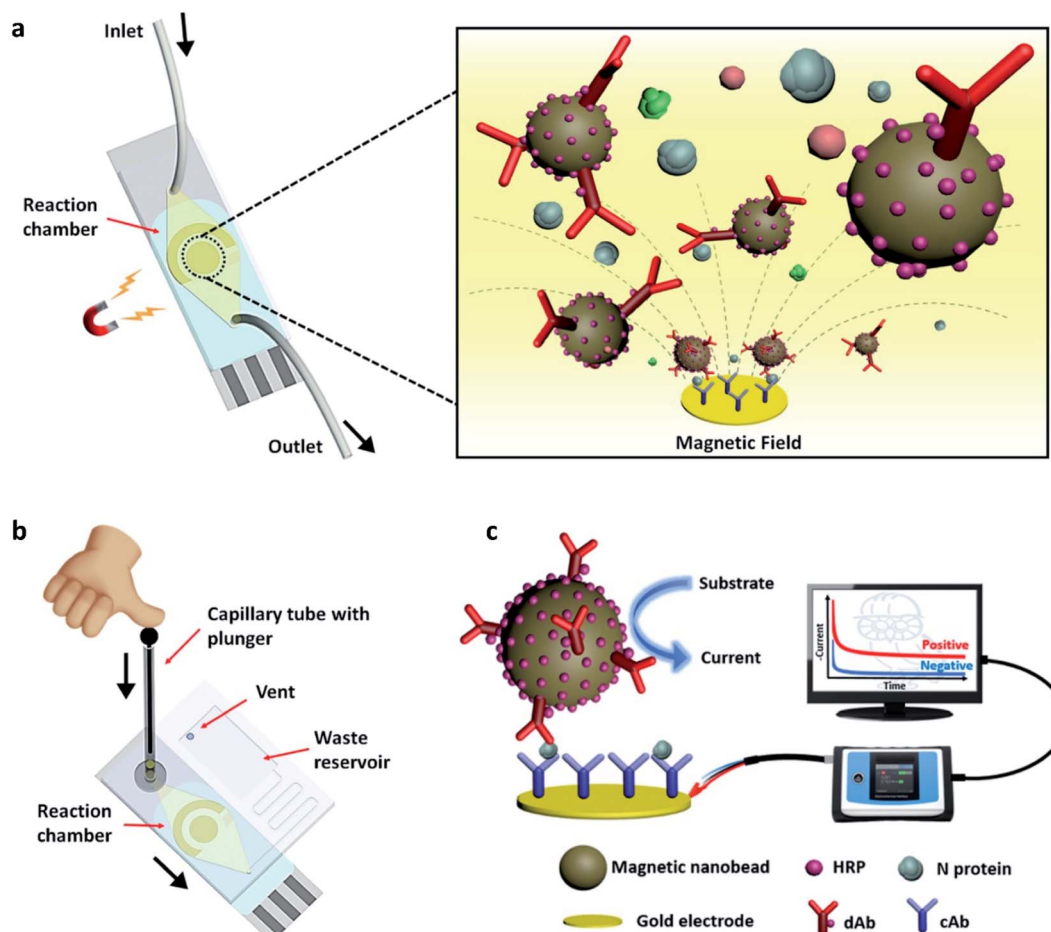 a
Inlet
Reaction
chamber
Outlet
Magnetic Field
b
Capillary tube with
plunger
Vent
Waste
reservoir
Reaction
chamber
c
Substrate
Current
-Current
Positive
Negative
Time
Magnetic nanobead
HRP
N protein
Gold electrode
dAb
cAb